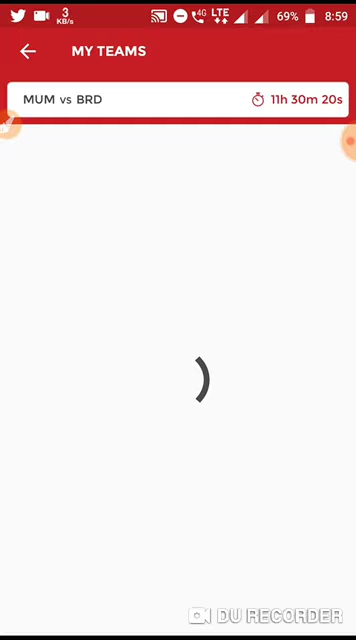 3 KB/s 4G LTE 69% 8:59
MY TEAMS
MUM vs BRD 11h 30m 20s
DU RECORDER